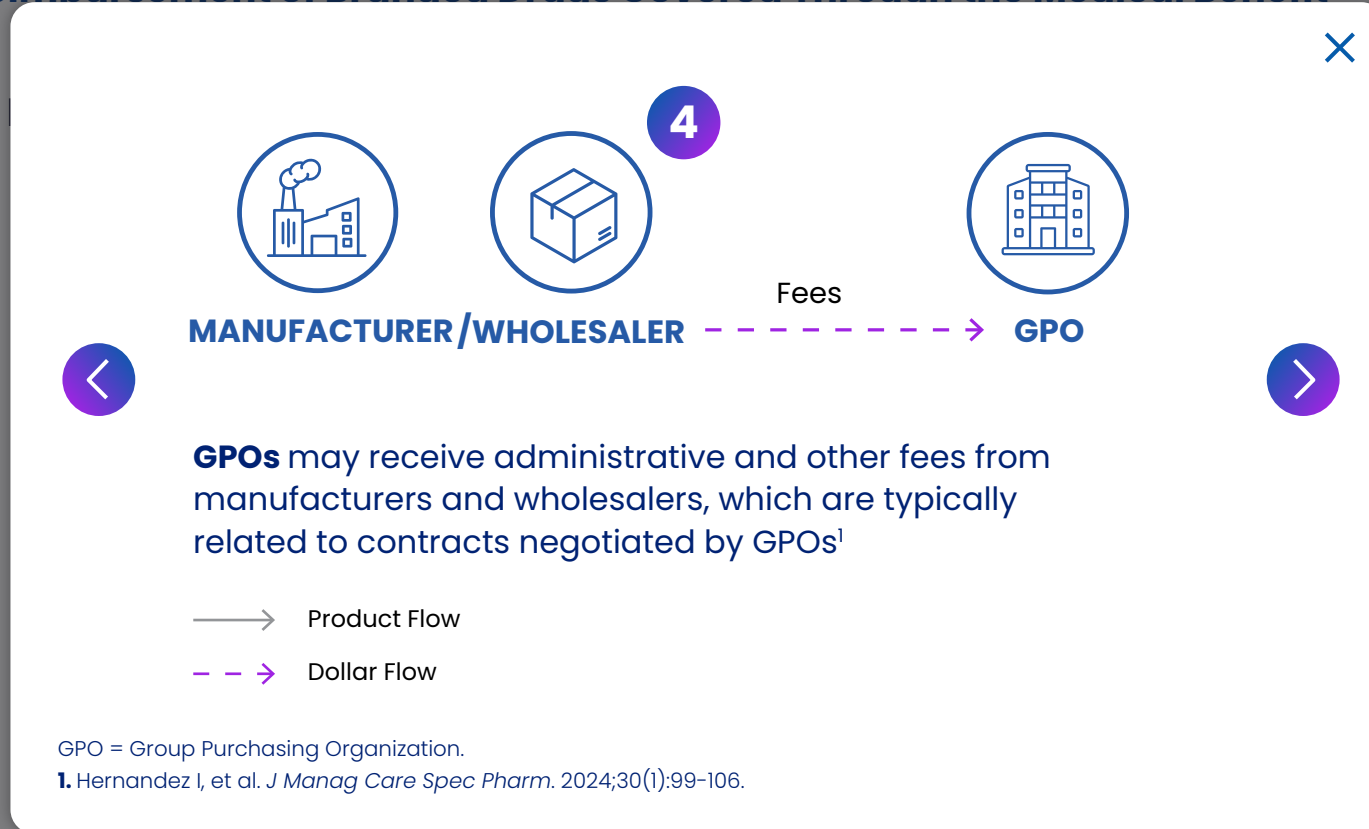 4
Fees
MANUFACTURER/WHOLESALER
GPO
GPOs may receive administrative and other fees from
manufacturers and wholesalers, which are typically
related to contracts negotiated by GPOs1
Product Flow
Dollar Flow
GPO = Group Purchasing Organization.
1. Hernandez I, et al. J Manag Care Spec Pharm. 2024;30(1):99-106.